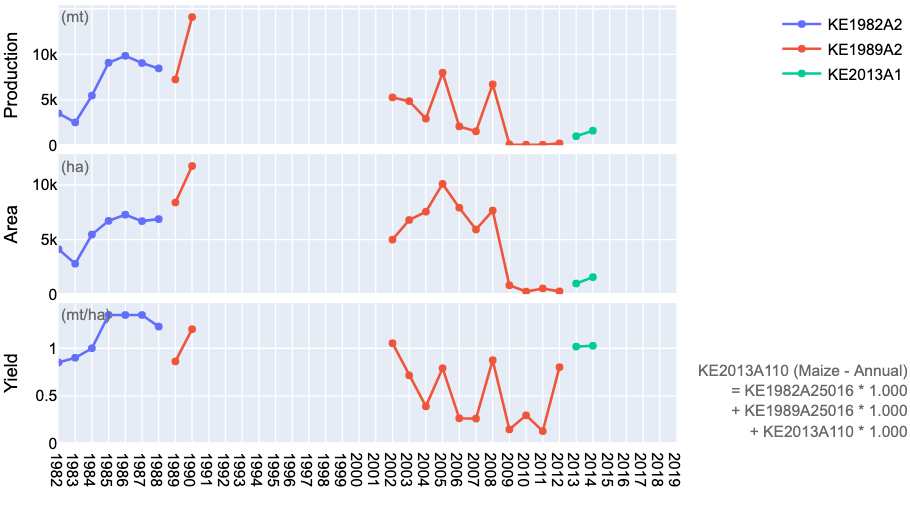 (mt)
Production
10k
5k
0
KE1982A2
KE1989A2
KE2013A1
(ha)
Area
10k
5k
0
(mt/ha)
Yield
1
0.5
0
1982 1983 1984 1985 1986 1987 1988 1989 1990 1991 1992 1993 1994 1995 1996 1997 1998 1999 2000 2001 2002 2003 2004 2005 2006 2007 2008 2009 2010 2011 2012 2013 2014 2015 2016 2017 2018 2019
KE2013A110 (Maize - Annual)
= KE1982A25016 * 1.000
+ KE1989A25016 * 1.000
+ KE2013A110 * 1.000